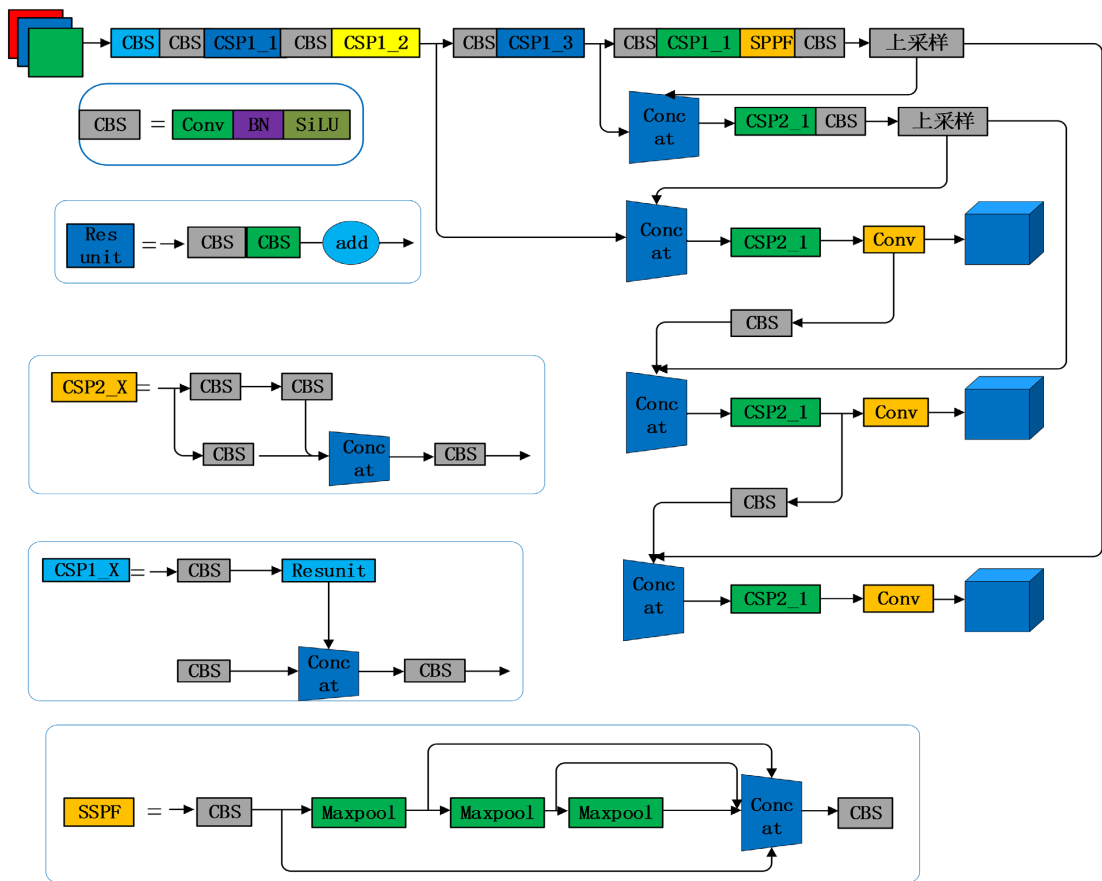 CBS CBS CSP1_1 CBS CSP1_2 CBS CSP1_3 CBS CSP1_1 SPPF CBS 上采样
CBS = Conv BN SiLU
Conc
at
CSP2_1 CBS 上采样
Res
unit
= CBS CBS add
Conc
at
CSP2_1 Conv
CBS
CSP2_X = CBS CBS
CBS
Conc
at
CBS
Conc
at
CSP2_1 Conv
CBS
CSP1_X = CBS Resunit
CBS
Conc
at
CBS
Conc
at
CSP2_1 Conv
SSPF = CBS Maxpool Maxpool Maxpool
Conc
at
CBS